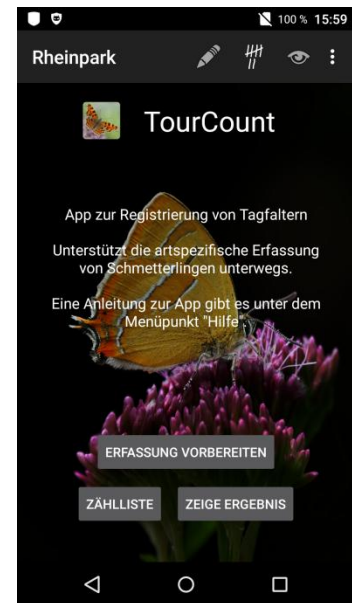 100 % 15:59
Rheinpark
TourCount
App zur Registrierung von Tagfaltern
Unterstützt die artspezifische Erfassung
von Schmetterlingen unterwegs.
Eine Anleitung zur App gibt es unter dem
Menüpunkt "Hilfe".
ERFASSUNG VORBEREITEN
ZÄHLLISTE ZEIGE ERGEBNIS